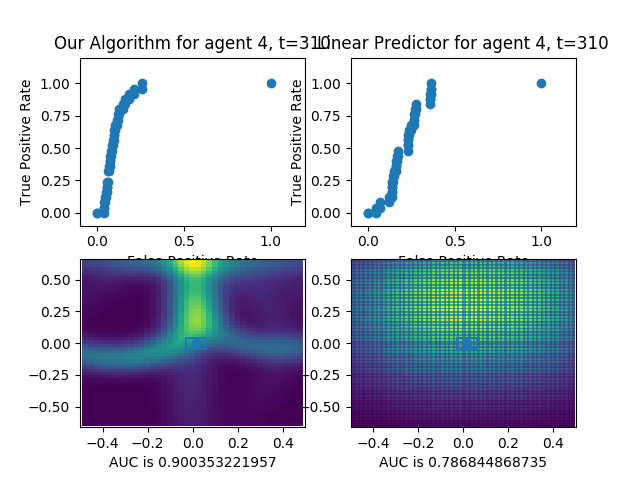 Our Algorithm for agent 4, t=310
Linear Predictor for agent 4, t=310
True Positive Rate
1.00
0.75
0.50
0.25
0.00
0.0 0.5 1.0
False Positive Rate
True Positive Rate
1.00
0.75
0.50
0.25
0.00
0.0 0.5 1.0
False Positive Rate
0.50
0.25
0.00
−0.25
−0.50
−0.4 −0.2 0.0 0.2 0.4
AUC is 0.900353221957
0.50
0.25
0.00
−0.25
−0.50
−0.4 −0.2 0.0 0.2 0.4
AUC is 0.786844868735